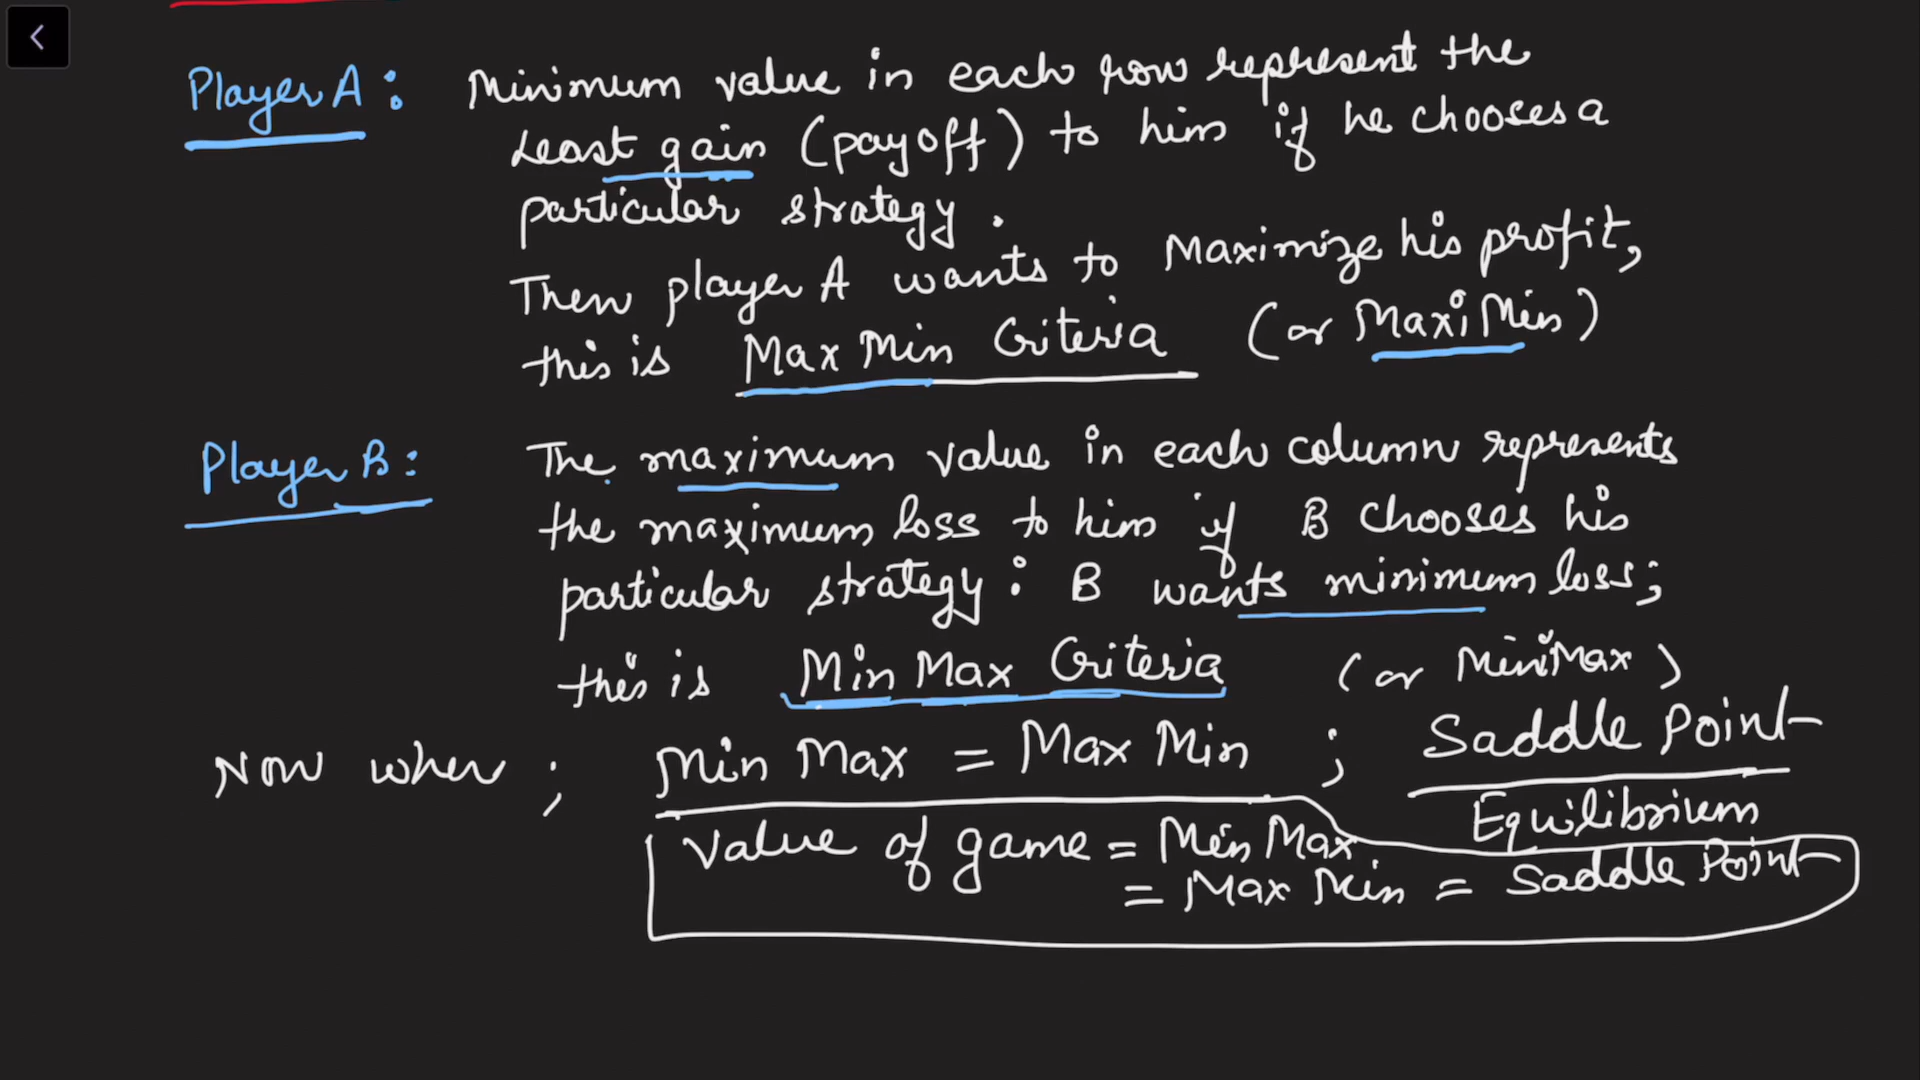 Player A : Minimum value in each row represent the
Least gain (payoff) to him if he chooses a
particular strategy .
Then player A wants to Maximize his profit,
this is Max Min Criteria (or MaxiMin)
Player B : The maximum value in each column represents
the maximum loss to him if B chooses his
particular strategy : B wants minimum loss;
this is Min Max Criteria (or MiniMax)
Now when ; Min Max = Max Min ; Saddle Point
Equilibrium
Value of game = Min Max
= Max Min = Saddle Point